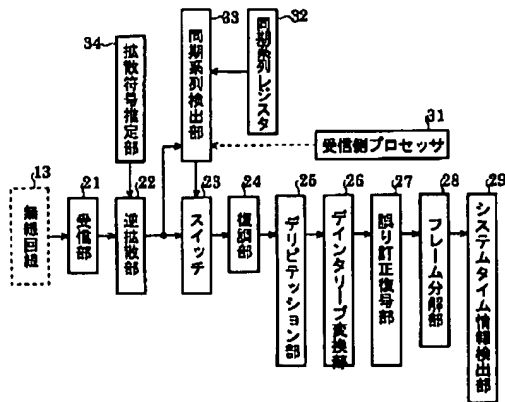 34
拡散符号推定部
33
同期系列検出部
32
同期系列レジスタ
31
受信側プロセッサ
13
無線回線
21
受信部
22
逆拡散部
23
スイッチ
24
復調部
25
デリピテッション部
26
デインタリーブ変換部
27
誤り訂正復号部
28
フレーム分解部
29
システムタイム情報検出部